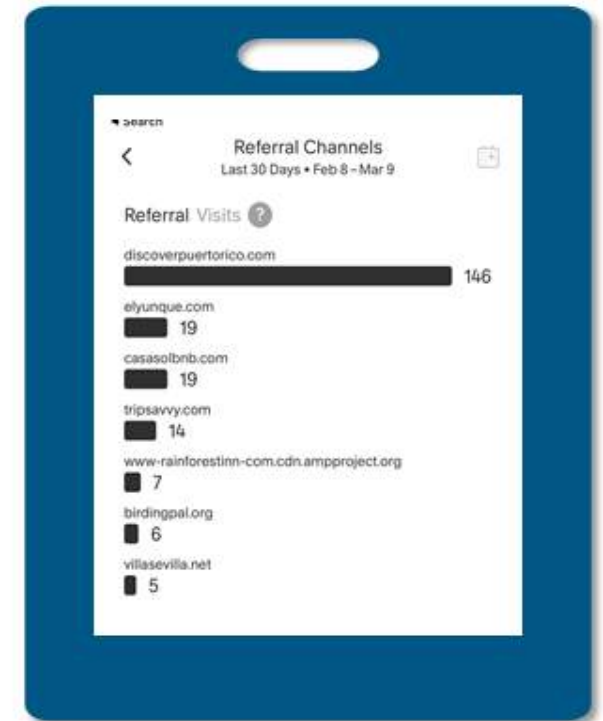 ◀ Search
Referral Channels
Last 30 Days • Feb 8 – Mar 9
Referral Visits ?
discoverpuertorico.com
146
elyunque.com
19
casasolbnb.com
19
tripsavvy.com
14
www-rainforestinn-com.cdn.ampproject.org
7
birdingpal.org
6
villasevilla.net
5